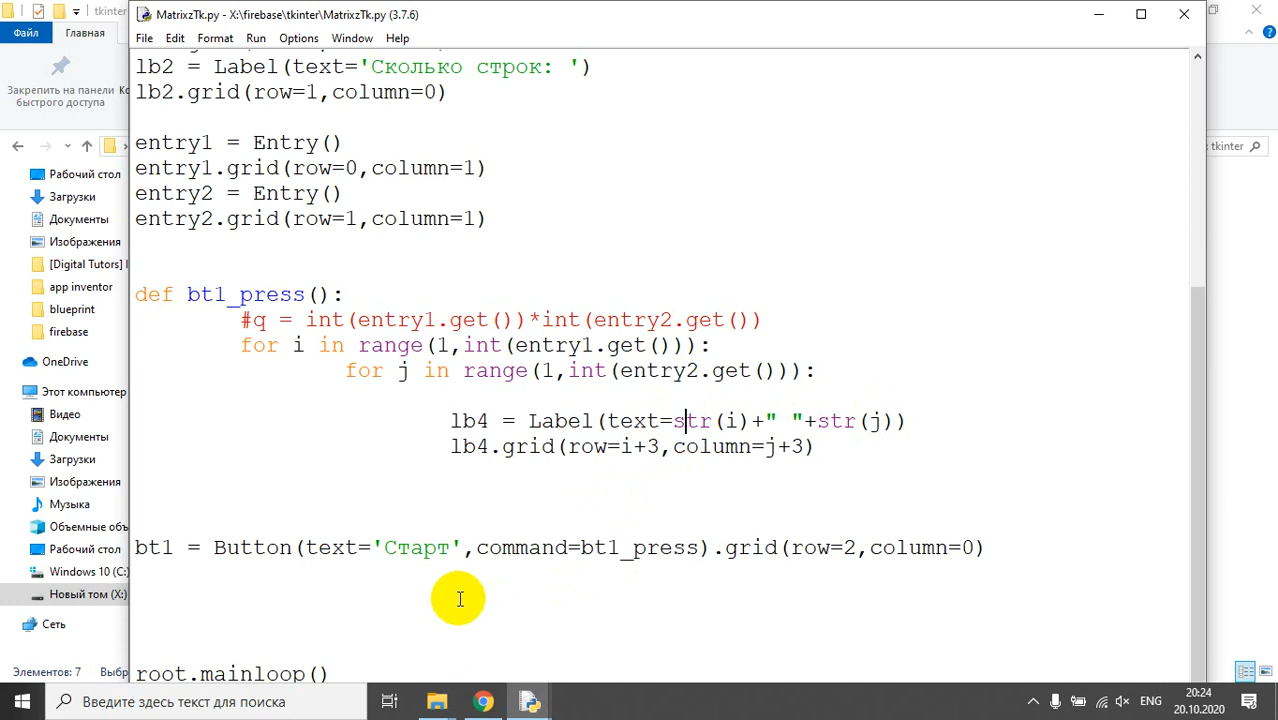 MatrixzTk.py - X:\firebase\tkinter\MatrixzTk.py (3.7.6)
tkinter
Файл
Главная
File Edit Format Run Options Window Help
Закрепить на панели
быстрого доступа
tkinter
Рабочий стол
Загрузки
Документы
Изображения
[Digital Tutors] I
app inventor
blueprint
firebase
OneDrive
Этот компьютер
Видео
Документы
Загрузки
Изображения
Музыка
Объемные объ
Рабочий стол
Windows 10 (C:)
Новый том (X:)
Сеть
Элементов: 7
lb2 = Label(text='Сколько строк: ')
lb2.grid(row=1,column=0)
entry1 = Entry()
entry1.grid(row=0,column=1)
entry2 = Entry()
entry2.grid(row=1,column=1)
def bt1_press():
#q = int(entry1.get())*int(entry2.get())
for i in range(1,int(entry1.get())):
for j in range(1,int(entry2.get())):
lb4 = Label(text=str(i)+" "+str(j))
lb4.grid(row=i+3,column=j+3)
bt1 = Button(text='Старт',command=bt1_press).grid(row=2,column=0)
root.mainloop()
Введите здесь текст для поиска
ENG
20:24
20.10.2020